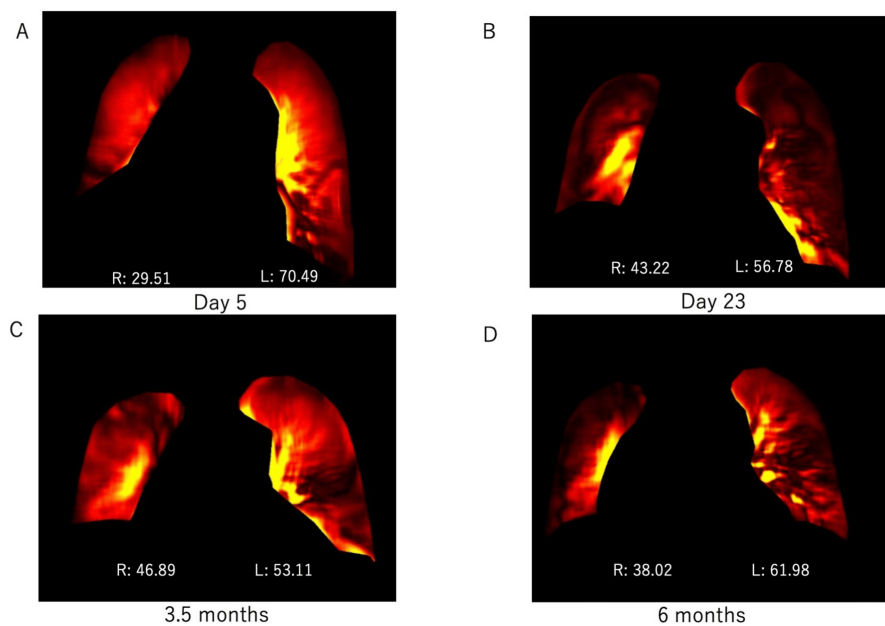 A
R: 29.51 L: 70.49
Day 5
B
R: 43.22 L: 56.78
Day 23
C
R: 46.89 L: 53.11
3.5 months
D
R: 38.02 L: 61.98
6 months